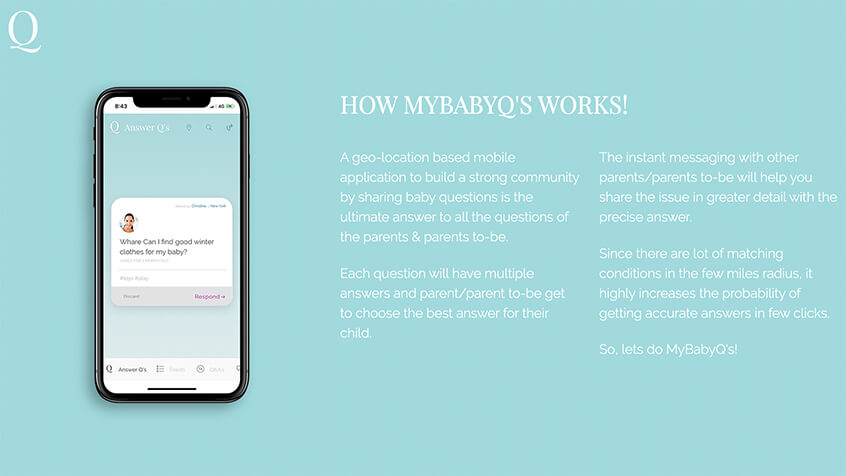 Q
HOW MYBABYQ'S WORKS!
A geo-location based mobile
application to build a strong community
by sharing baby questions is the
ultimate answer to all the questions of
the parents & parents to-be.
Each question will have multiple
answers and parent/parent to-be get
to choose the best answer for their
child.
The instant messaging with other
parents/parents to-be will help you
share the issue in greater detail with the
precise answer.
Since there are lot of matching
conditions in the few miles radius, it
highly increases the probability of
getting accurate answers in few clicks.
So, lets do MyBabyQ's!
8:43
4G
Q Answer Q's
Christina
New York
Whare Can I find good winter
clothes for my baby?
#toys #play
Discard
Respond
Q Answer Q's
Feeds
Q&A's